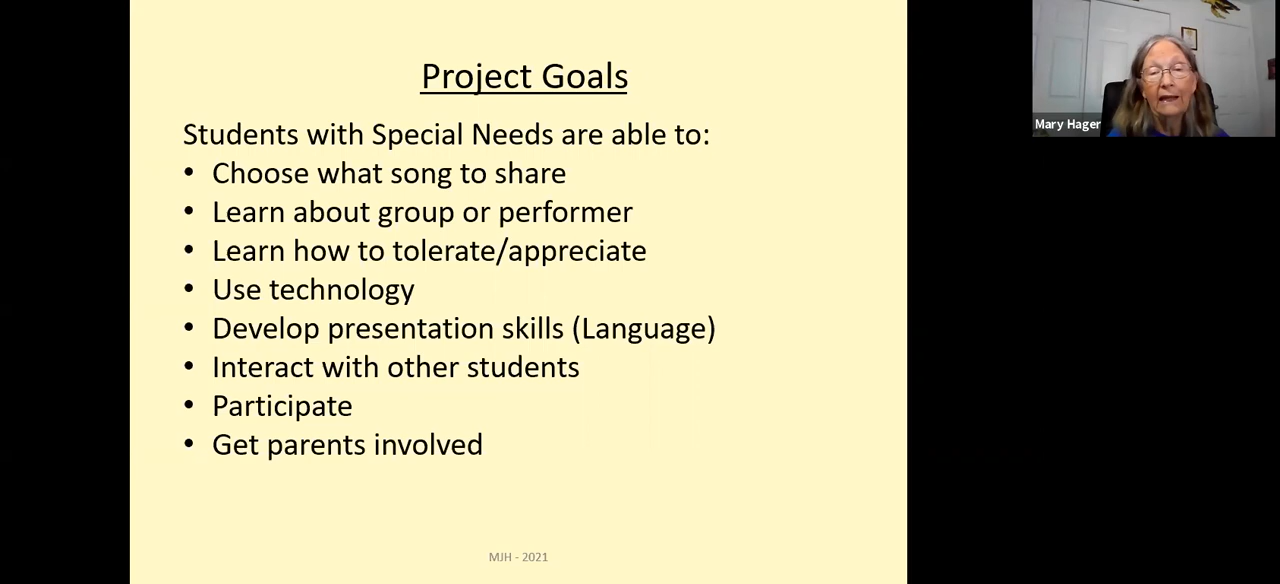 Project Goals
Students with Special Needs are able to:
• Choose what song to share
• Learn about group or performer
• Learn how to tolerate/appreciate
• Use technology
• Develop presentation skills (Language)
• Interact with other students
• Participate
• Get parents involved
MJH - 2021
Mary Hager